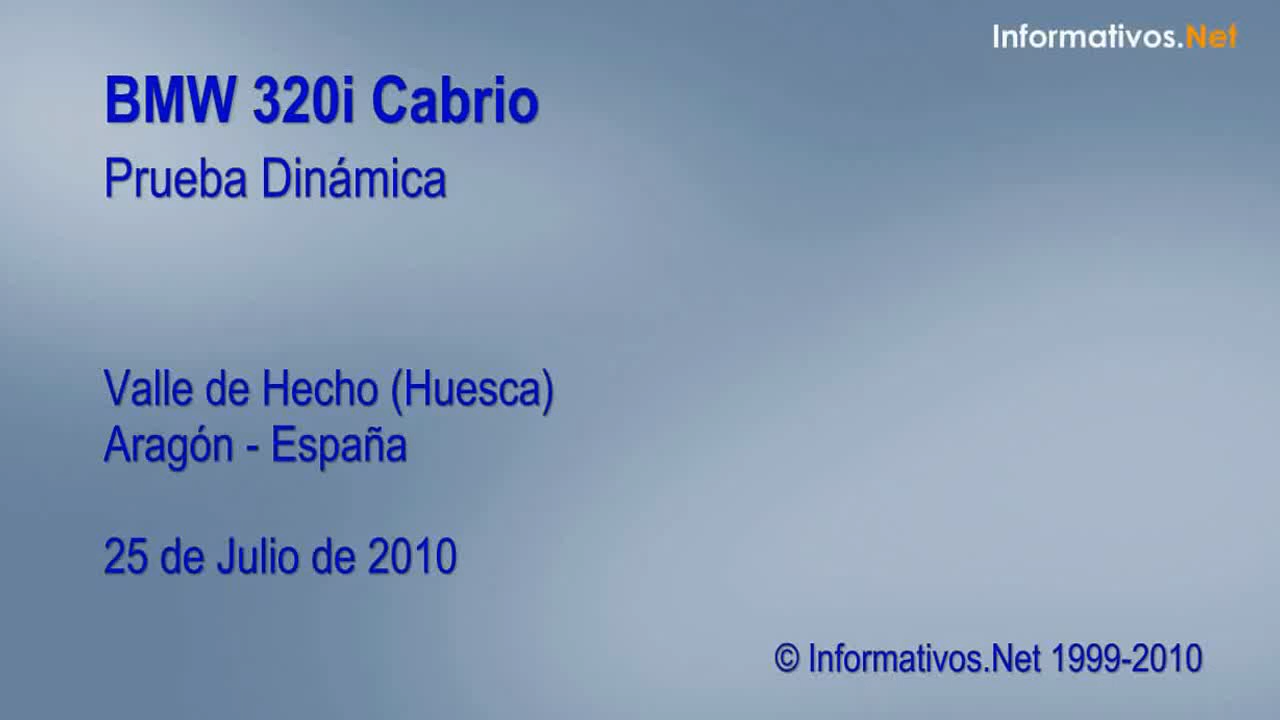 Informativos.Net
BMW 320i Cabrio
Prueba Dinámica
Valle de Hecho (Huesca)
Aragón - España
25 de Julio de 2010
© Informativos.Net 1999-2010